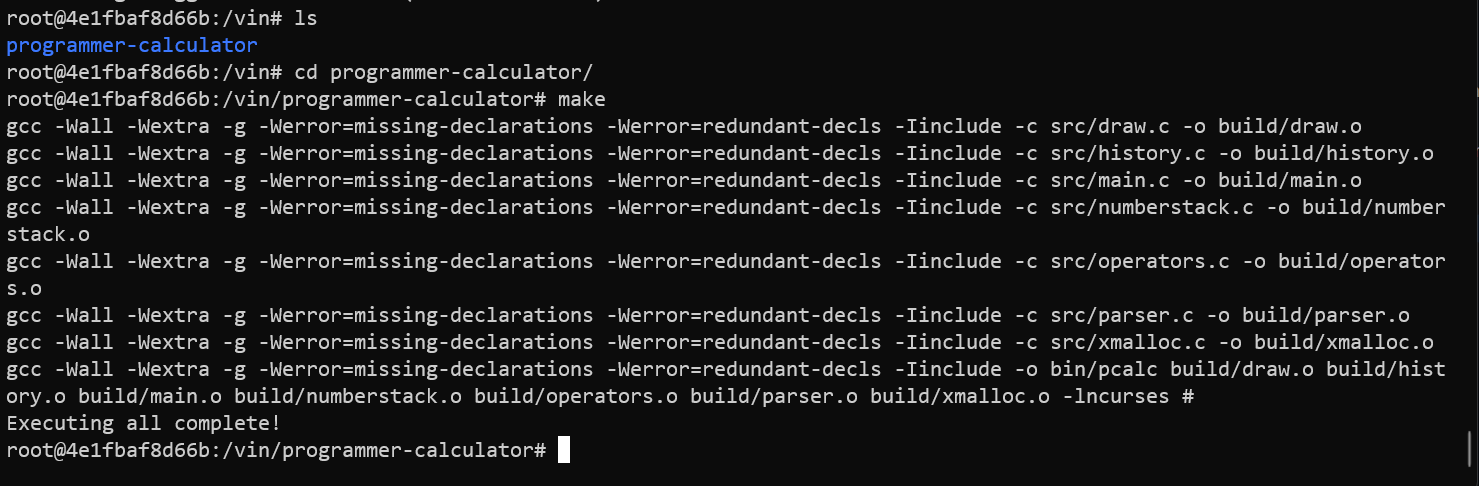 root@4e1fbaf8d66b:/vin# ls
programmer-calculator
root@4e1fbaf8d66b:/vin# cd programmer-calculator/
root@4e1fbaf8d66b:/vin/programmer-calculator# make
gcc -Wall -Wextra -g -Werror=missing-declarations -Werror=redundant-decls -Iinclude -c src/draw.c -o build/draw.o
gcc -Wall -Wextra -g -Werror=missing-declarations -Werror=redundant-decls -Iinclude -c src/history.c -o build/history.o
gcc -Wall -Wextra -g -Werror=missing-declarations -Werror=redundant-decls -Iinclude -c src/main.c -o build/main.o
gcc -Wall -Wextra -g -Werror=missing-declarations -Werror=redundant-decls -Iinclude -c src/numberstack.c -o build/number
stack.o
gcc -Wall -Wextra -g -Werror=missing-declarations -Werror=redundant-decls -Iinclude -c src/operators.c -o build/operator
s.o
gcc -Wall -Wextra -g -Werror=missing-declarations -Werror=redundant-decls -Iinclude -c src/parser.c -o build/parser.o
gcc -Wall -Wextra -g -Werror=missing-declarations -Werror=redundant-decls -Iinclude -c src/xmalloc.c -o build/xmalloc.o
gcc -Wall -Wextra -g -Werror=missing-declarations -Werror=redundant-decls -Iinclude -o bin/pcalc build/draw.o build/hist
ory.o build/main.o build/numberstack.o build/operators.o build/parser.o build/xmalloc.o -lncurses #
Executing all complete!
root@4e1fbaf8d66b:/vin/programmer-calculator#